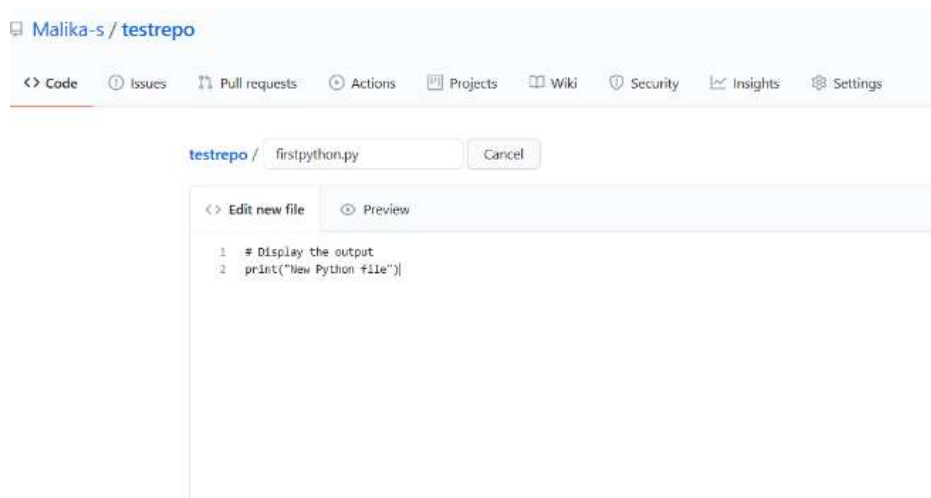 Malika-s / testrepo
<> Code Issues Pull requests Actions Projects Wiki Security Insights Settings
testrepo / firstpython.py Cancel
<> Edit new file Preview
1 # Display the output
2 print("New Python file")